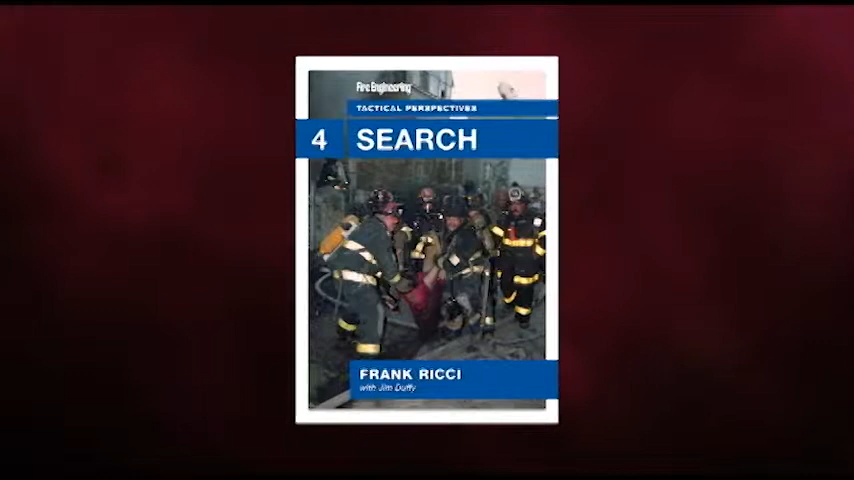 Fire Engineering
TACTICAL PERSPECTIVES
4 SEARCH
FRANK RICCI
with Jim Duffy